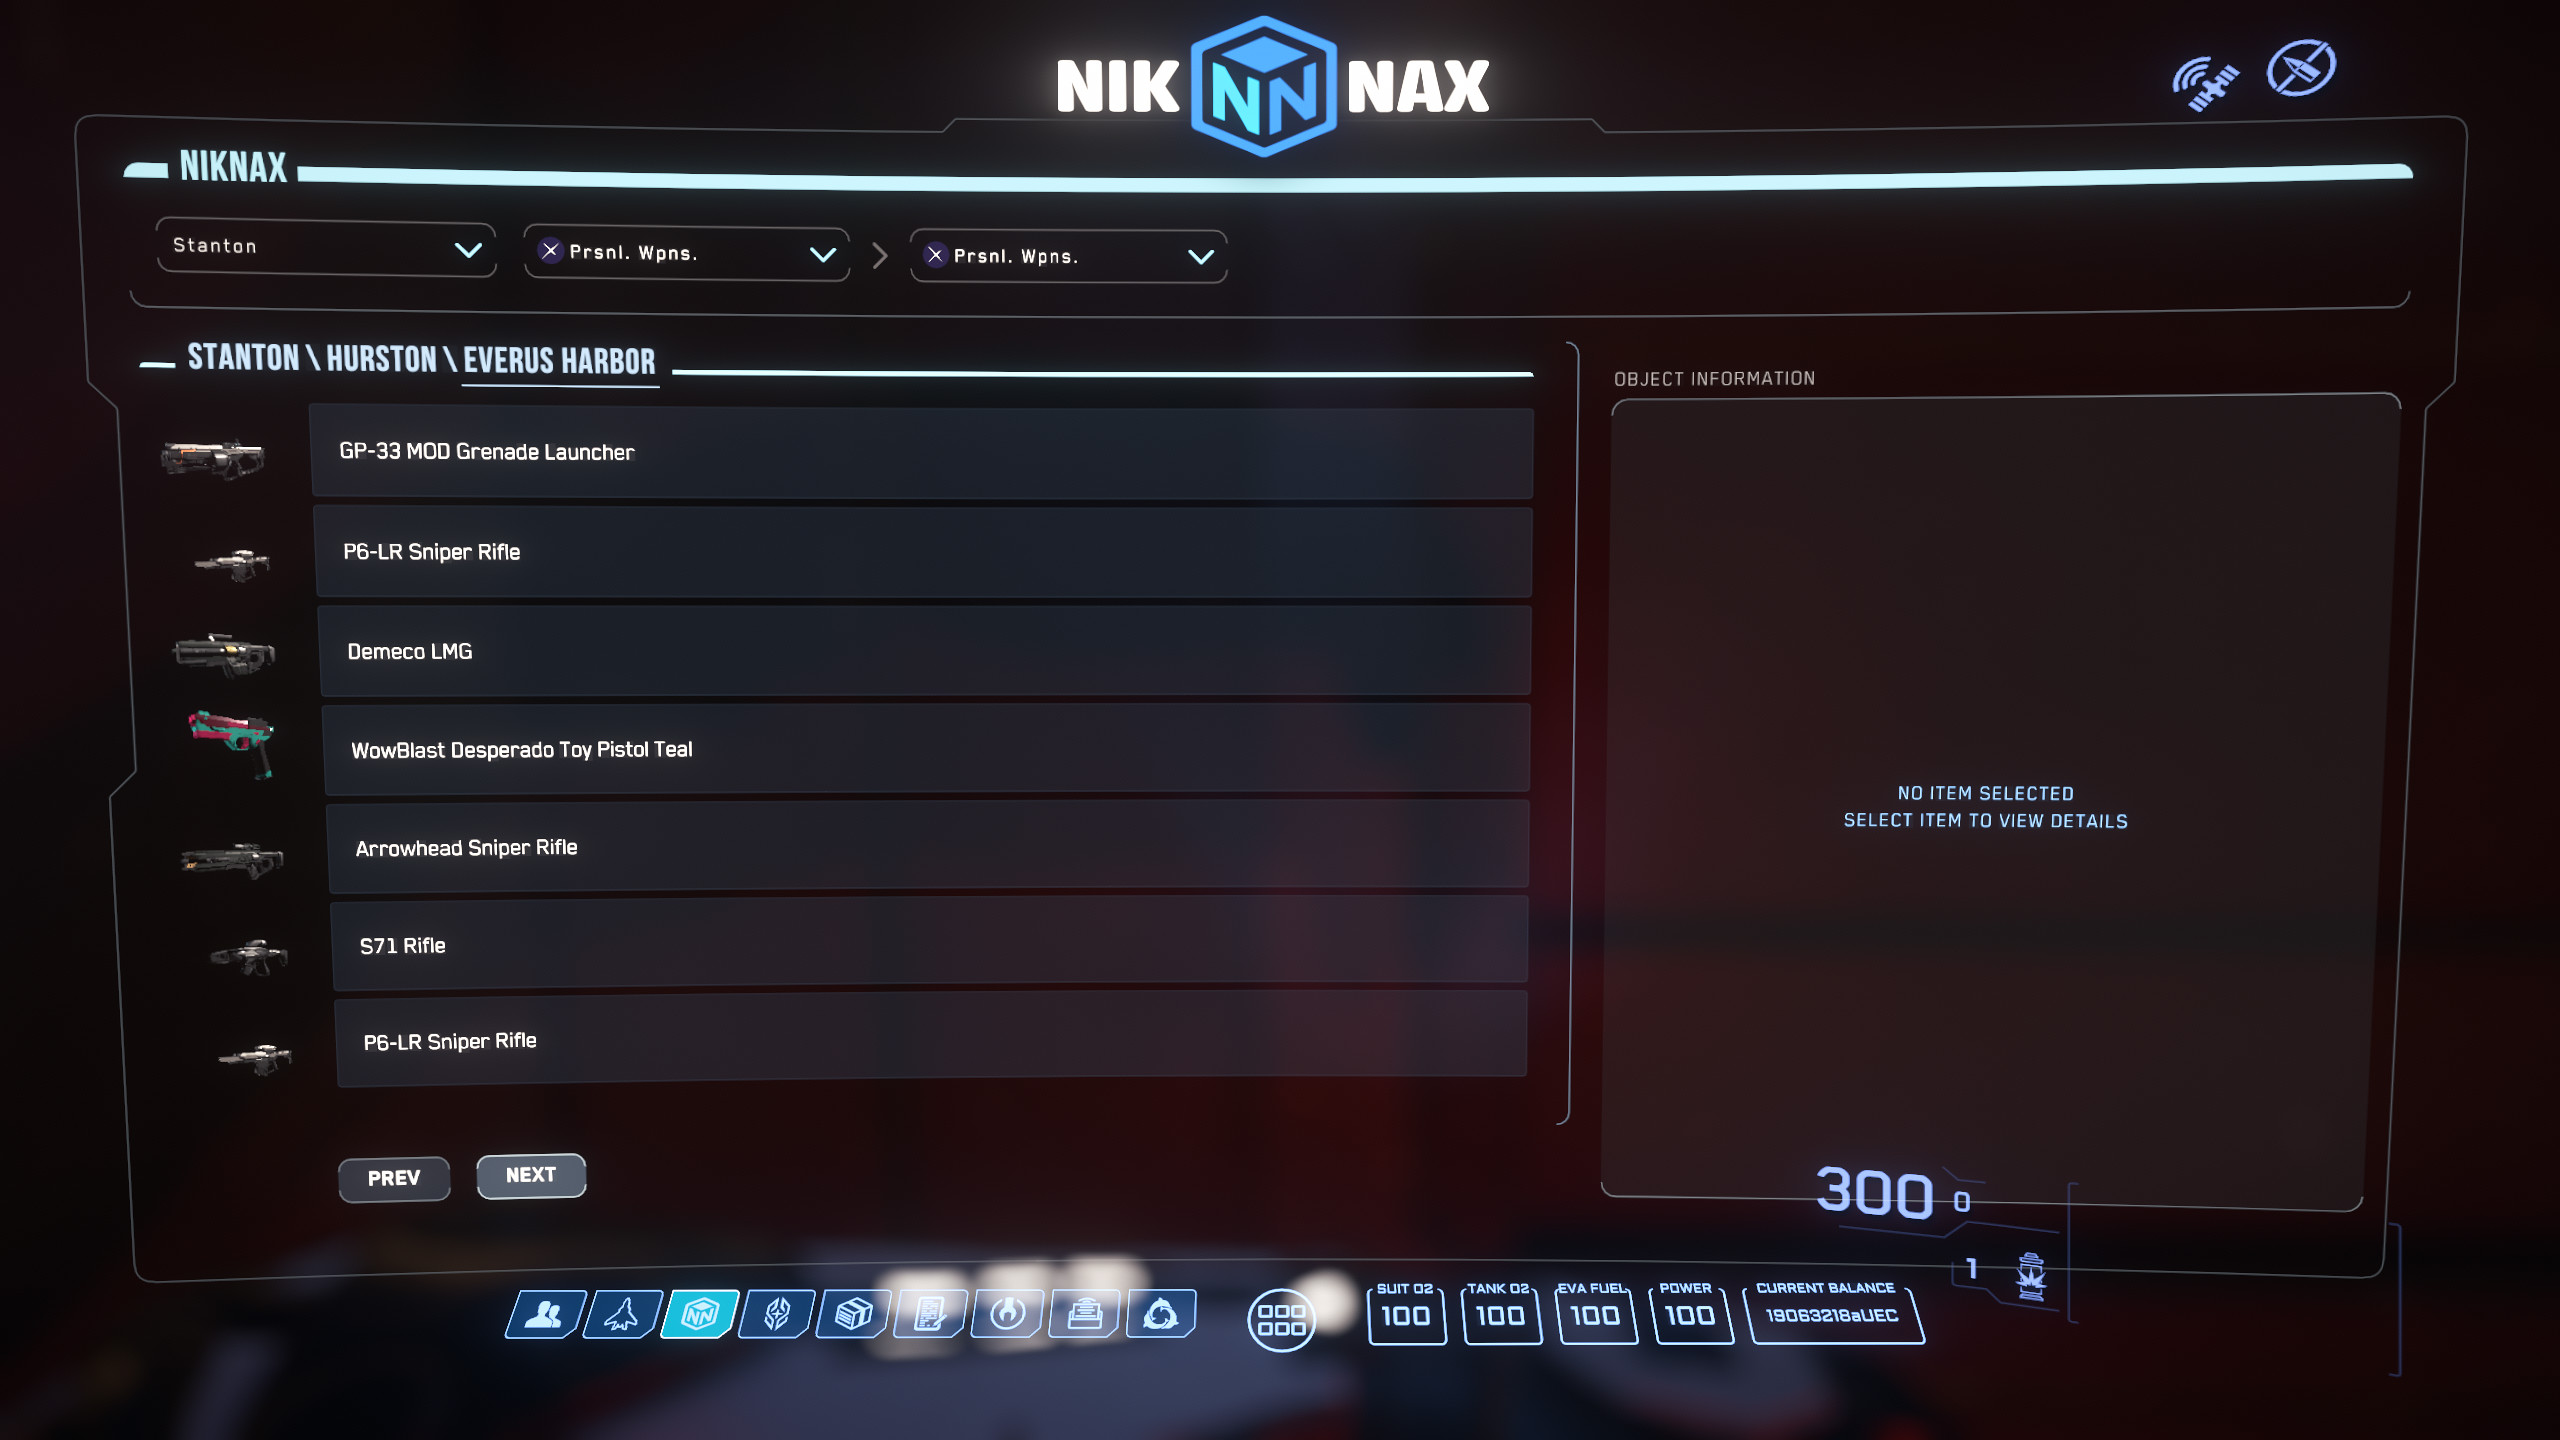 NIK NN NAX
NIKNAX
Stanton
Prsnl. Wpns.
Prsnl. Wpns.
STANTON \ HURSTON \ EVERUS HARBOR
GP-33 MOD Grenade Launcher
P6-LR Sniper Rifle
Demeco LMG
WowBlast Desperado Toy Pistol Teal
Arrowhead Sniper Rifle
S71 Rifle
P6-LR Sniper Rifle
PREV
NEXT
OBJECT INFORMATION
NO ITEM SELECTED
SELECT ITEM TO VIEW DETAILS
300 0
1
NN
SUIT O2
100
TANK O2
100
EVA FUEL
100
POWER
100
CURRENT BALANCE
19063218aUEC